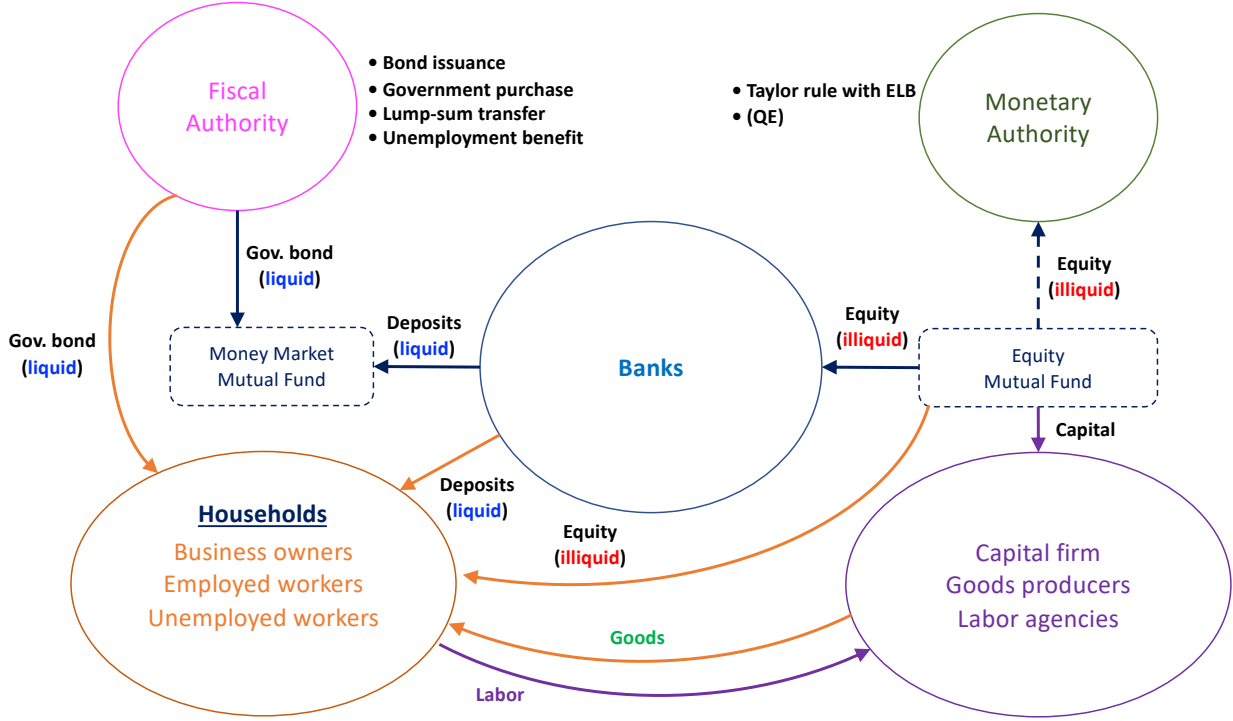 Fiscal
Authority
• Bond issuance
• Government purchase
• Lump-sum transfer
• Unemployment benefit
• Taylor rule with ELB
• (QE)
Monetary
Authority
Gov. bond
(liquid)
Equity
(illiquid)
Gov. bond
(liquid)
Money Market
Mutual Fund
Deposits
(liquid)
Banks
Equity
(illiquid)
Equity
Mutual Fund
Capital
Deposits
(liquid)
Households
Business owners
Employed workers
Unemployed workers
Equity
(illiquid)
Capital firm
Goods producers
Labor agencies
Goods
Labor